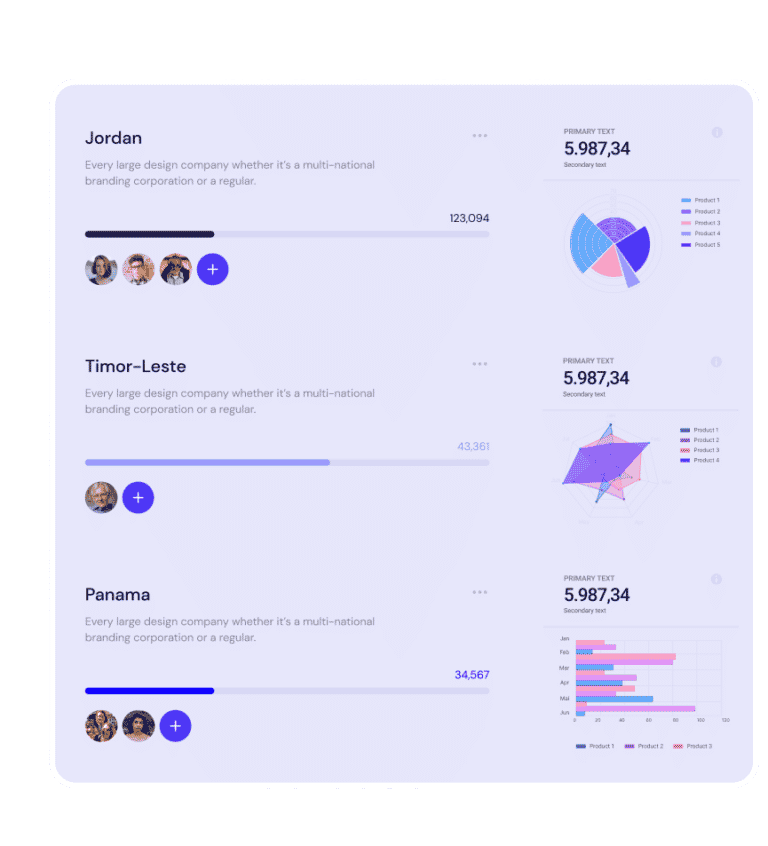 Jordan
Every large design company whether it's a multi-national
branding corporation or a regular.
123,094
PRIMARY TEXT
5.987,34
Secondary text
Product 1
Product 2
Product 3
Product 4
Product 5
Timor-Leste
Every large design company whether it's a multi-national
branding corporation or a regular.
43,361
PRIMARY TEXT
5.987,34
Secondary text
Product 1
Product 2
Product 3
Product 4
Panama
Every large design company whether it's a multi-national
branding corporation or a regular.
34,567
PRIMARY TEXT
5.987,34
Secondary text
Jan
Feb
Mar
Apr
Mai
Jun
0 20 40 60 80 100
Product 1 Product 2 Product 3